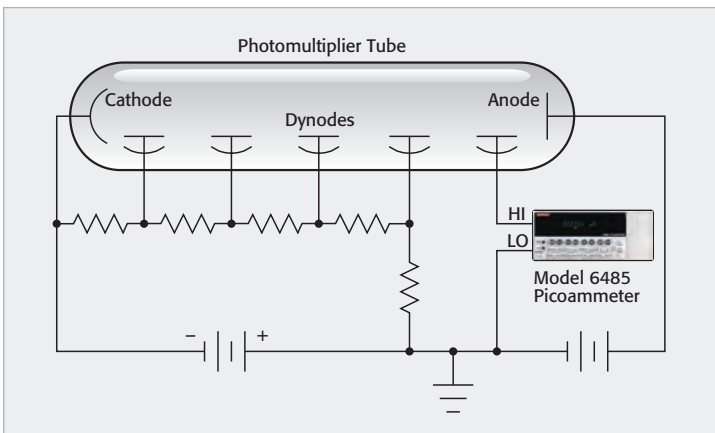 Photomultiplier Tube
Cathode
Anode
Dynodes
HI
LO
Model 6485
Picoammeter
− +